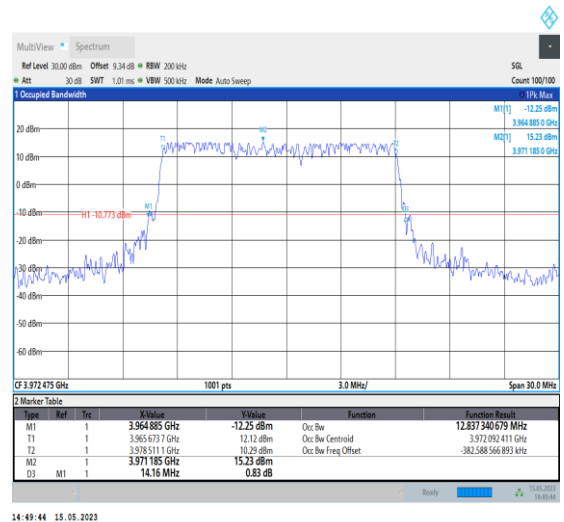 MultiView Spectrum
Ref Level 30.00 dBm Offset 9.34 dB RBW 200 kHz SGL
Att 30 dB SWT 1.01 ms VBW 500 kHz Mode Auto Sweep Count 100/100
1 Occupied Bandwidth 1Pk Max
M1[1] -12.25 dBm
3.964 885 0 GHz
M2[1] 15.23 dBm
3.971 185 0 GHz
20 dBm
T1
M2
T2
10 dBm
0 dBm
M1
-10 dBm
H1 -10.773 dBm
-20 dBm
-30 dBm
-40 dBm
-50 dBm
-60 dBm
CF 3.972 475 GHz 1001 pts 3.0 MHz/ Span 30.0 MHz
2 Marker Table
Type Ref Trc X-Value Y-Value Function Function Result
M1 1 3.964 885 GHz -12.25 dBm Occ Bw 12.837 340 679 MHz
T1 1 3.965 673 7 GHz 12.12 dBm Occ Bw Centroid 3.972 092 411 GHz
T2 1 3.978 511 1 GHz 10.29 dBm Occ Bw Freq Offset -382.588 566 893 kHz
M2 1 3.971 185 GHz 15.23 dBm
D3 M1 1 14.16 MHz 0.83 dB
Ready 15.05.2023
14:49:44
14:49:44 15.05.2023